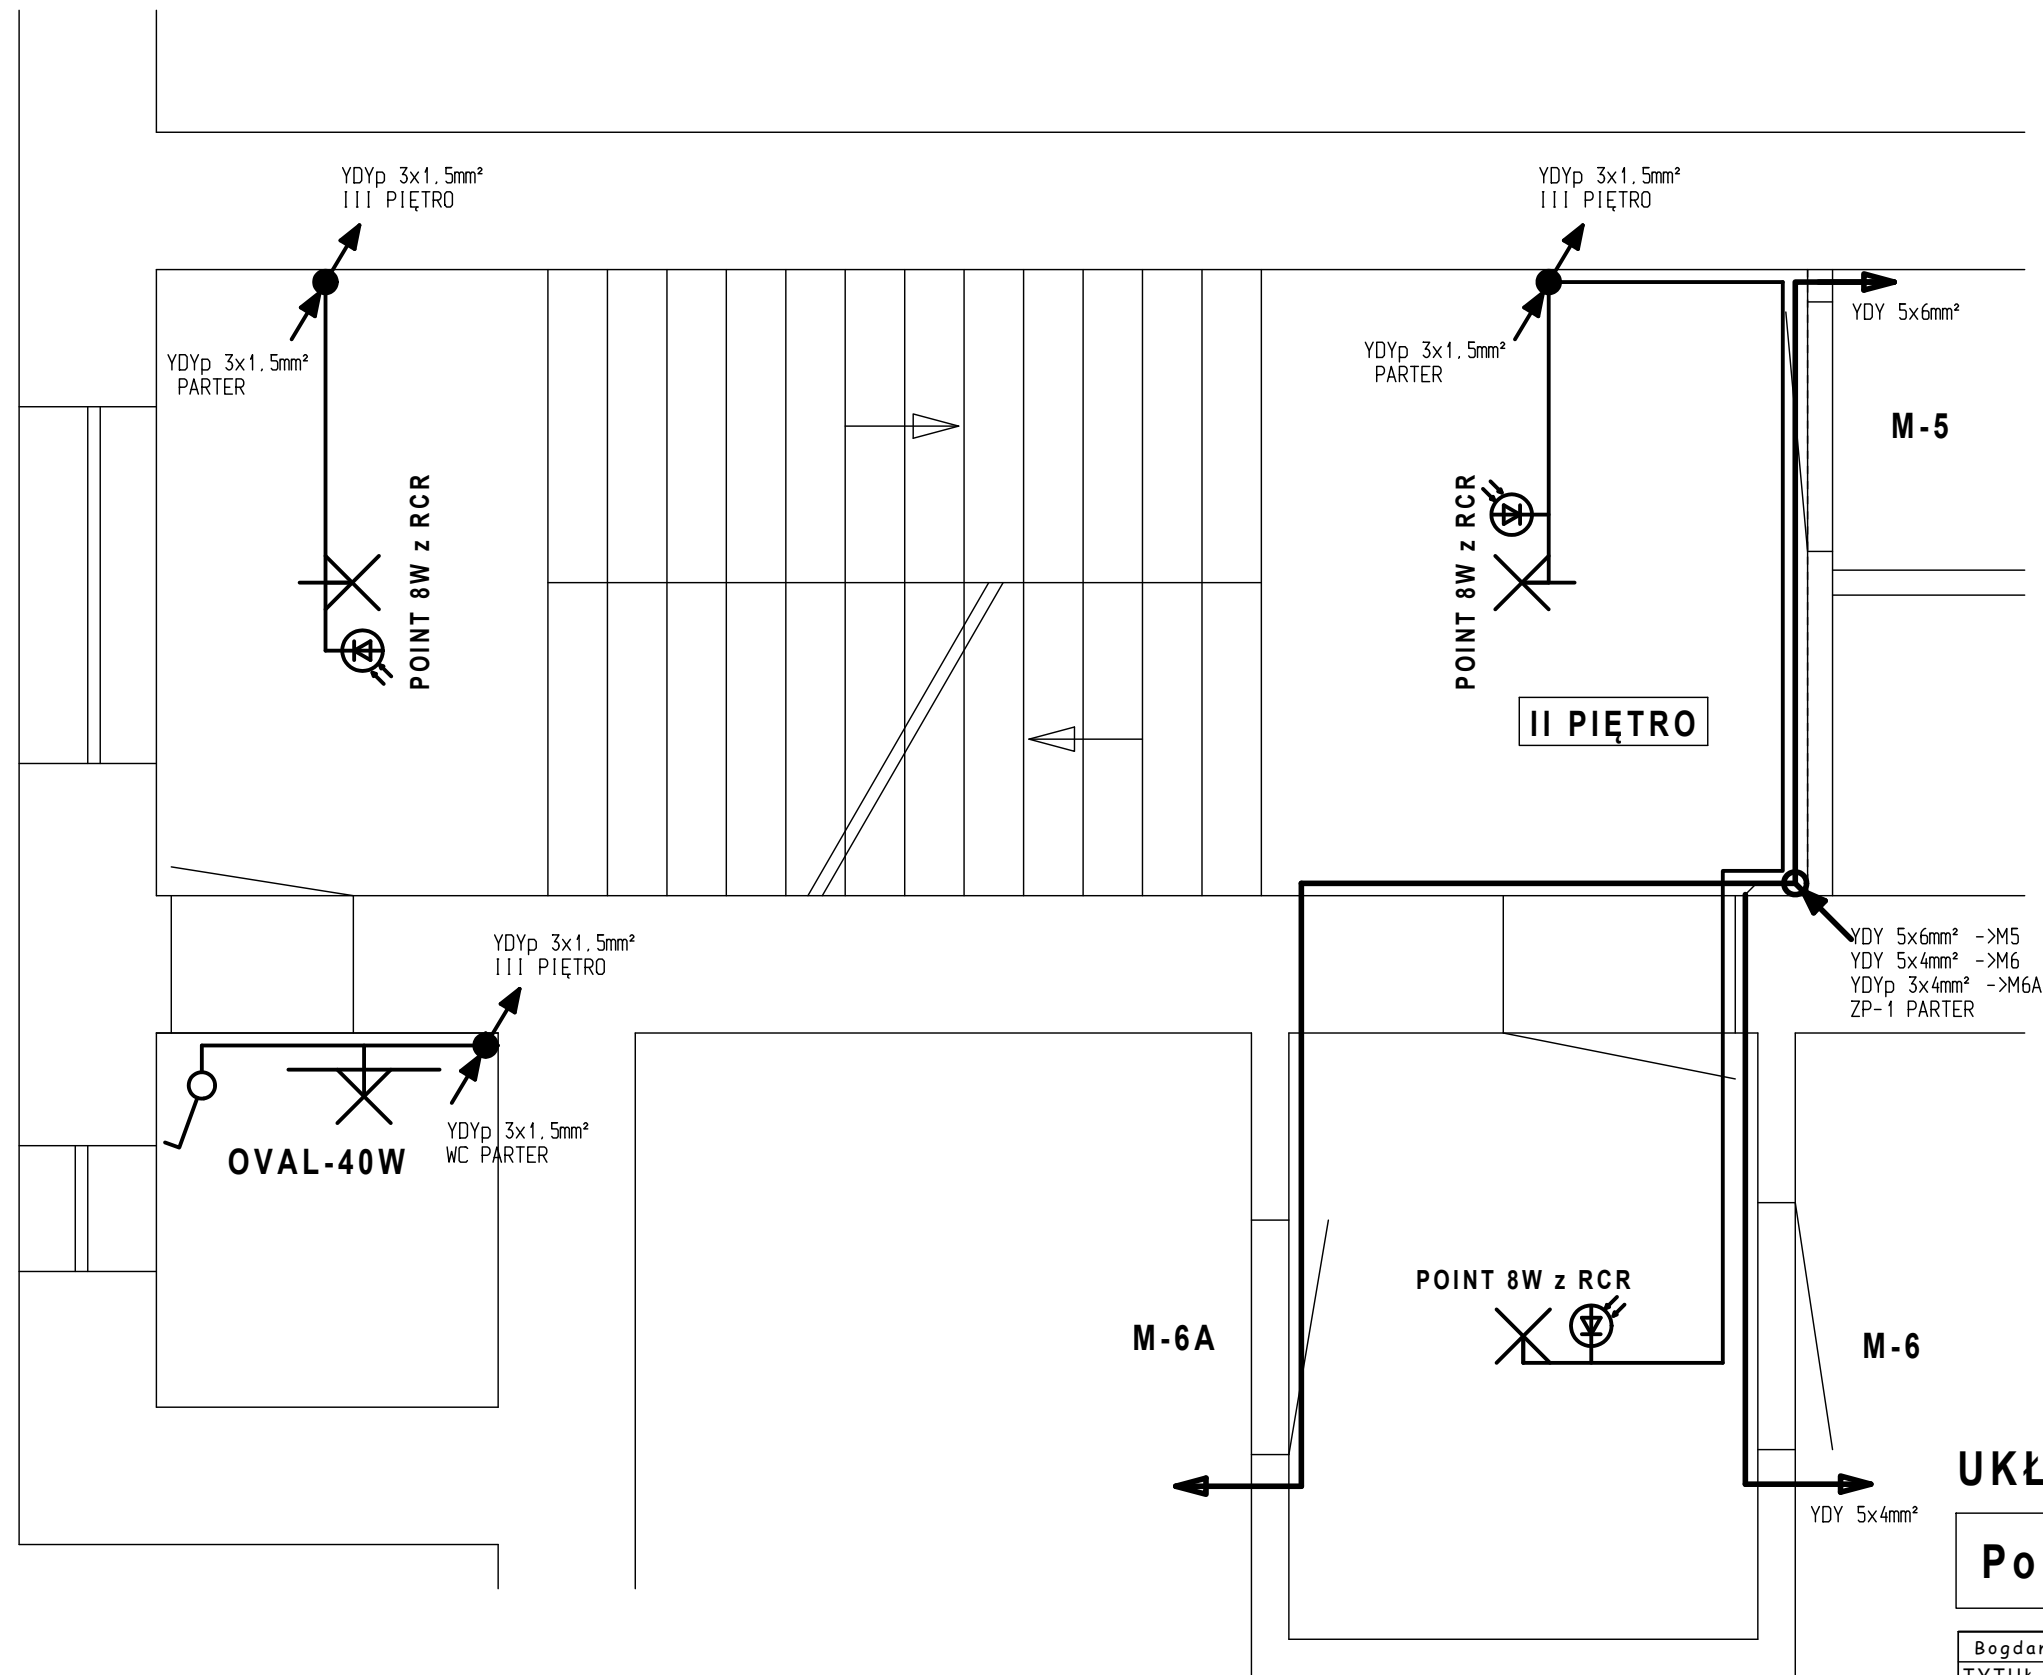 YDYp 3x1,5mm²
III PIĘTRO
YDYp 3x1,5mm²
III PIĘTRO
YDY 5x6mm²
YDYp 3x1,5mm²
PARTER
YDYp 3x1,5mm²
PARTER
M-5
POINT 8W z RCR
POINT 8W z RCR
II PIĘTRO
YDYp 3x1,5mm²
III PIĘTRO
YDY 5x6mm² ->M5
YDY 5x4mm² ->M6
YDYp 3x4mm² ->M6A
ZP-1 PARTER
YDYp 3x1,5mm²
WC PARTER
OVAL-40W
POINT 8W z RCR
M-6A
M-6
UKŁ
YDY 5x4mm²
Po
Bogdan